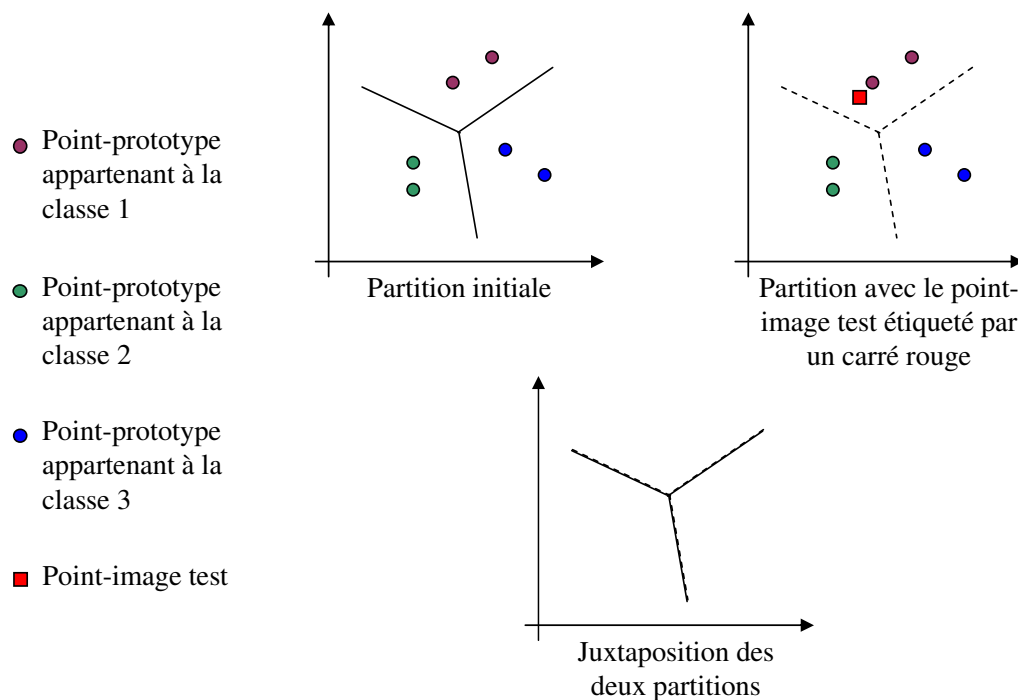 Point-prototype
appartenant à la
classe 1
Point-prototype
appartenant à la
classe 2
Point-prototype
appartenant à la
classe 3
Point-image test
Partition initiale
Partition avec le point-
image test étiqueté par
un carré rouge
Juxtaposition des
deux partitions